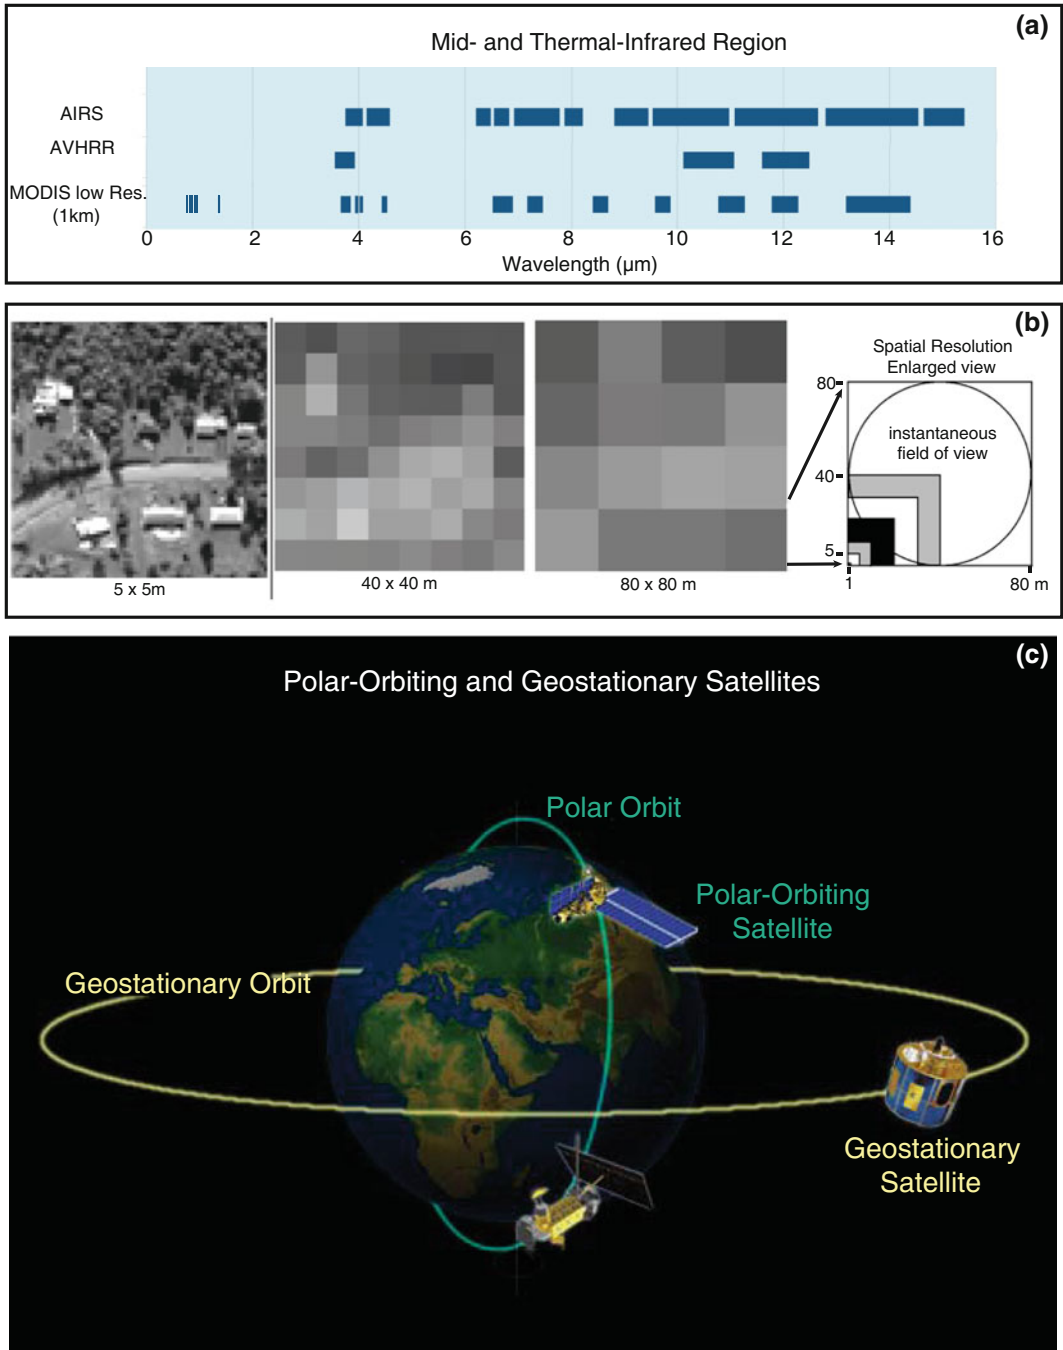 (a)
Mid- and Thermal-Infrared Region
AIRS
AVHRR
MODIS low Res.
(1km)
0 2 4 6 8 10 12 14 16
Wavelength (µm)
(b)
5 x 5m
40 x 40 m
80 x 80 m
Spatial Resolution
Enlarged view
80
instantaneous
field of view
40
5
1 80 m
(c)
Polar-Orbiting and Geostationary Satellites
Polar Orbit
Polar-Orbiting
Satellite
Geostationary Orbit
Geostationary
Satellite